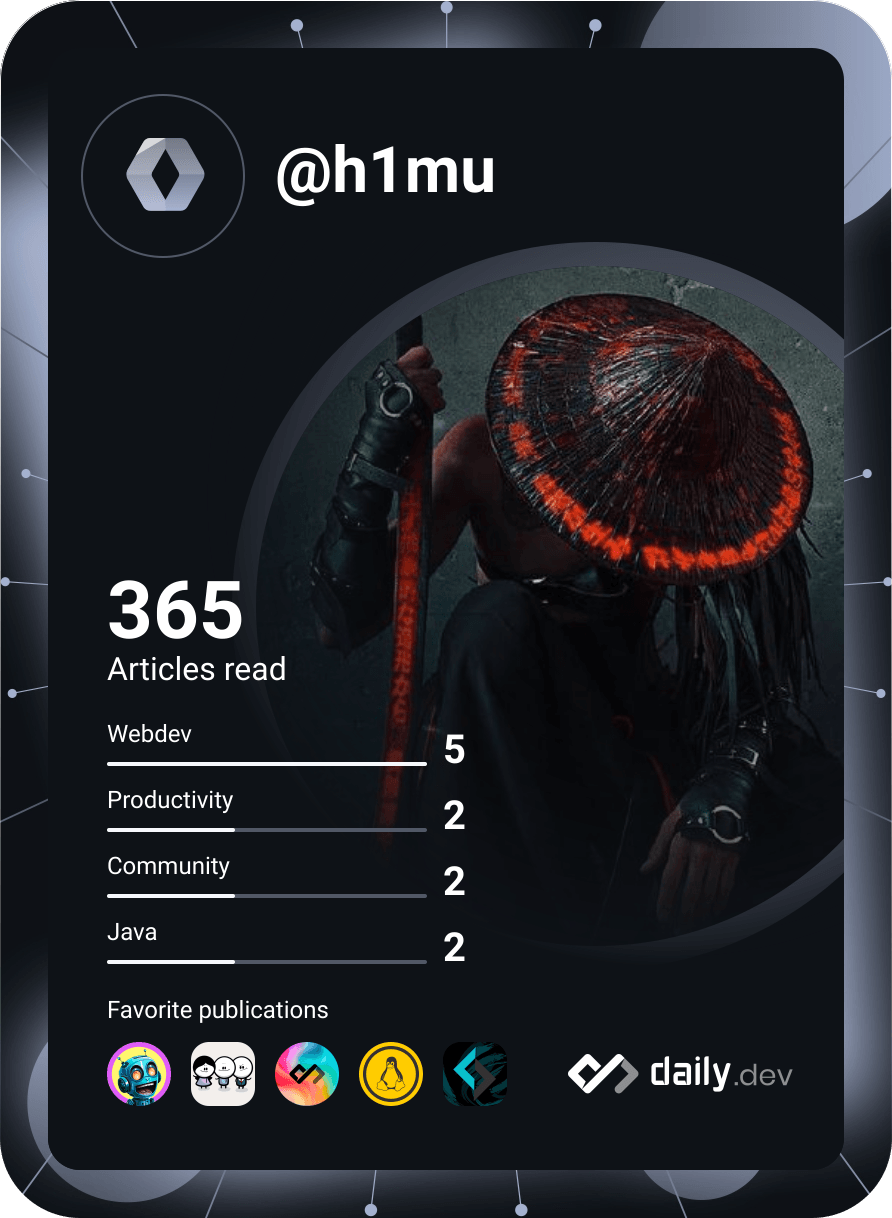 @h1mu
365
Articles read
Webdev
5
Productivity
2
Community
2
Java
2
Favorite publications
daily.dev